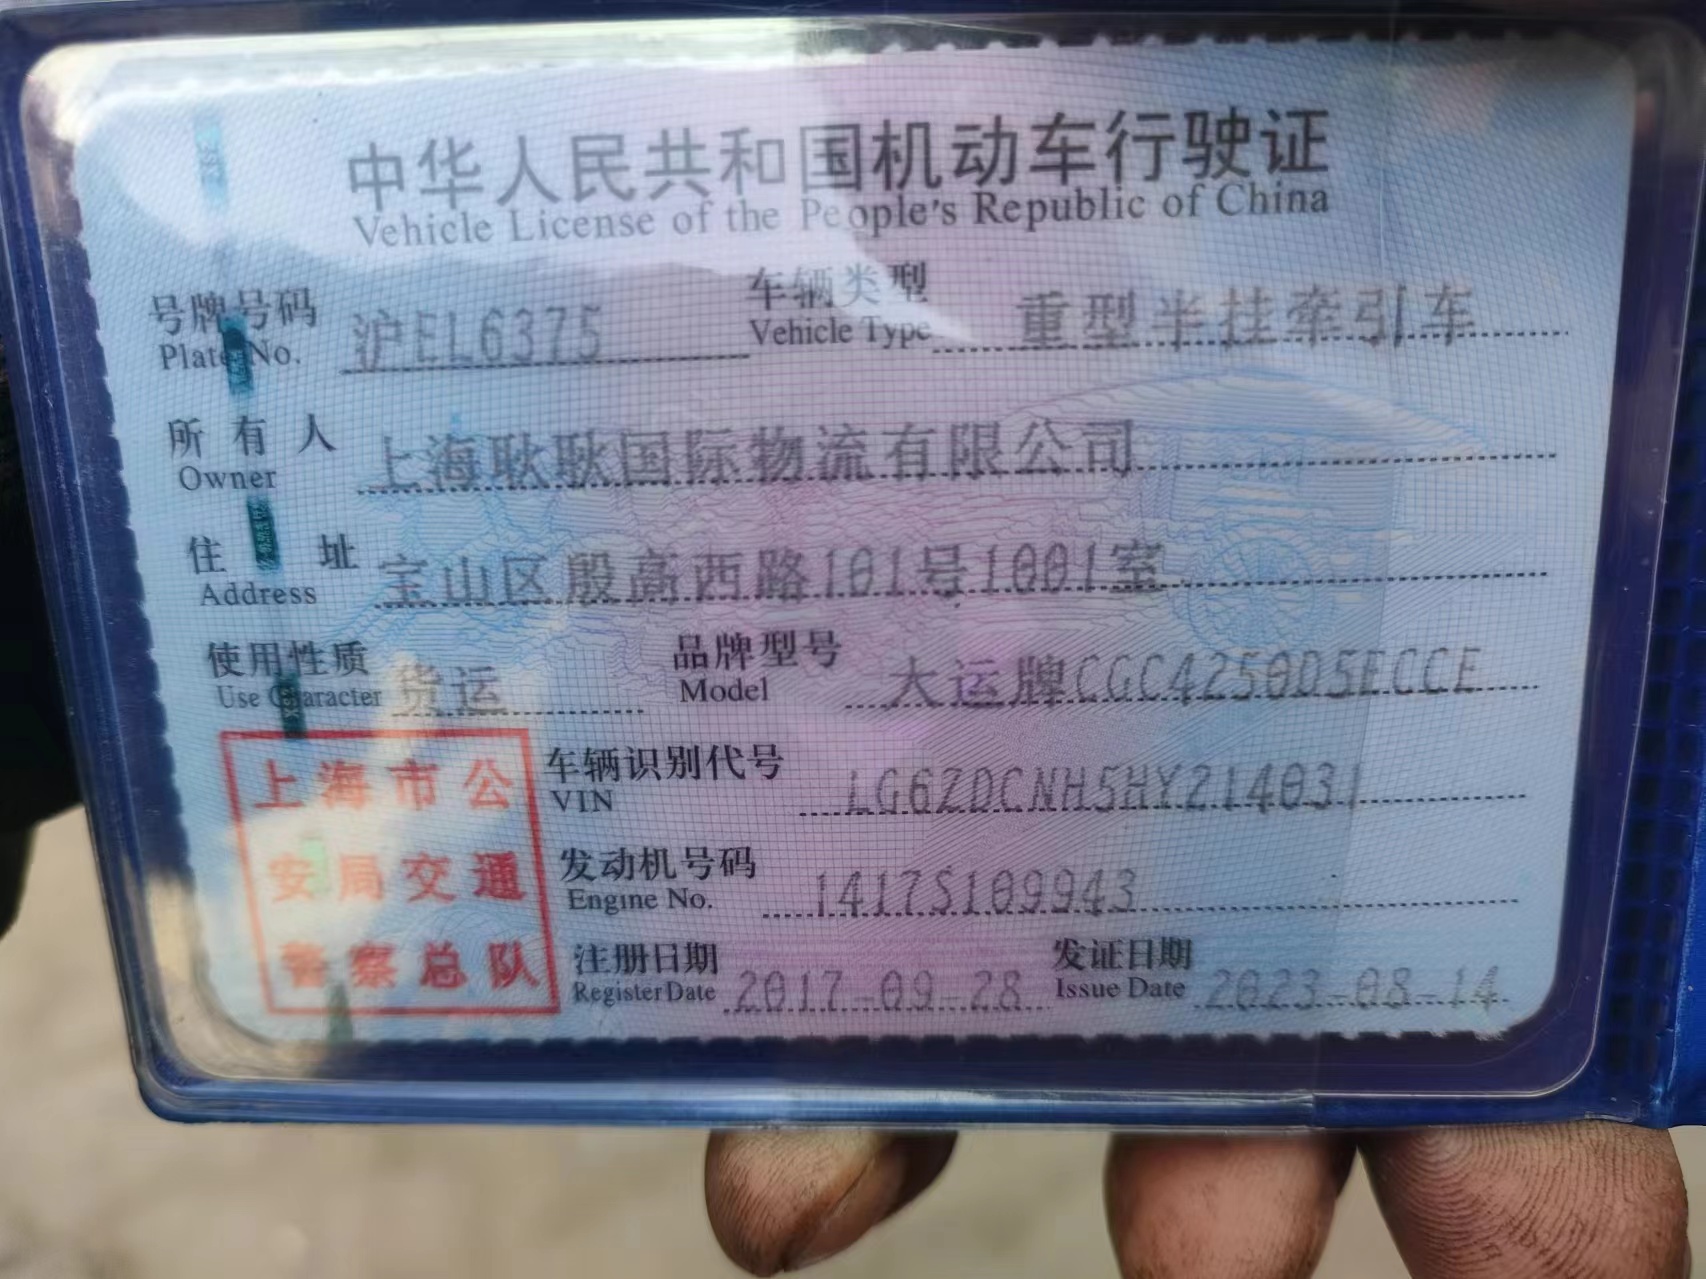 中华人民共和国机动车行驶证
Vehicle License of the People's Republic of China
号牌号码 沪EL6375 车辆类型 重型半挂牵引车
Plate No. Vehicle Type
所有人 上海耿耿国际物流有限公司
Owner
住址 宝山区殷高西路101号1001室
Address
使用性质 货运 品牌型号 大运牌CGC4250D5ECCE
Use Character Model
上海市公
安局交通
警察总队
车辆识别代号 LG6ZDCNH5HY214031
VIN
发动机号码 1417S109943
Engine No.
注册日期 2017-09-28 发证日期 2023-08-14
Register Date Issue Date